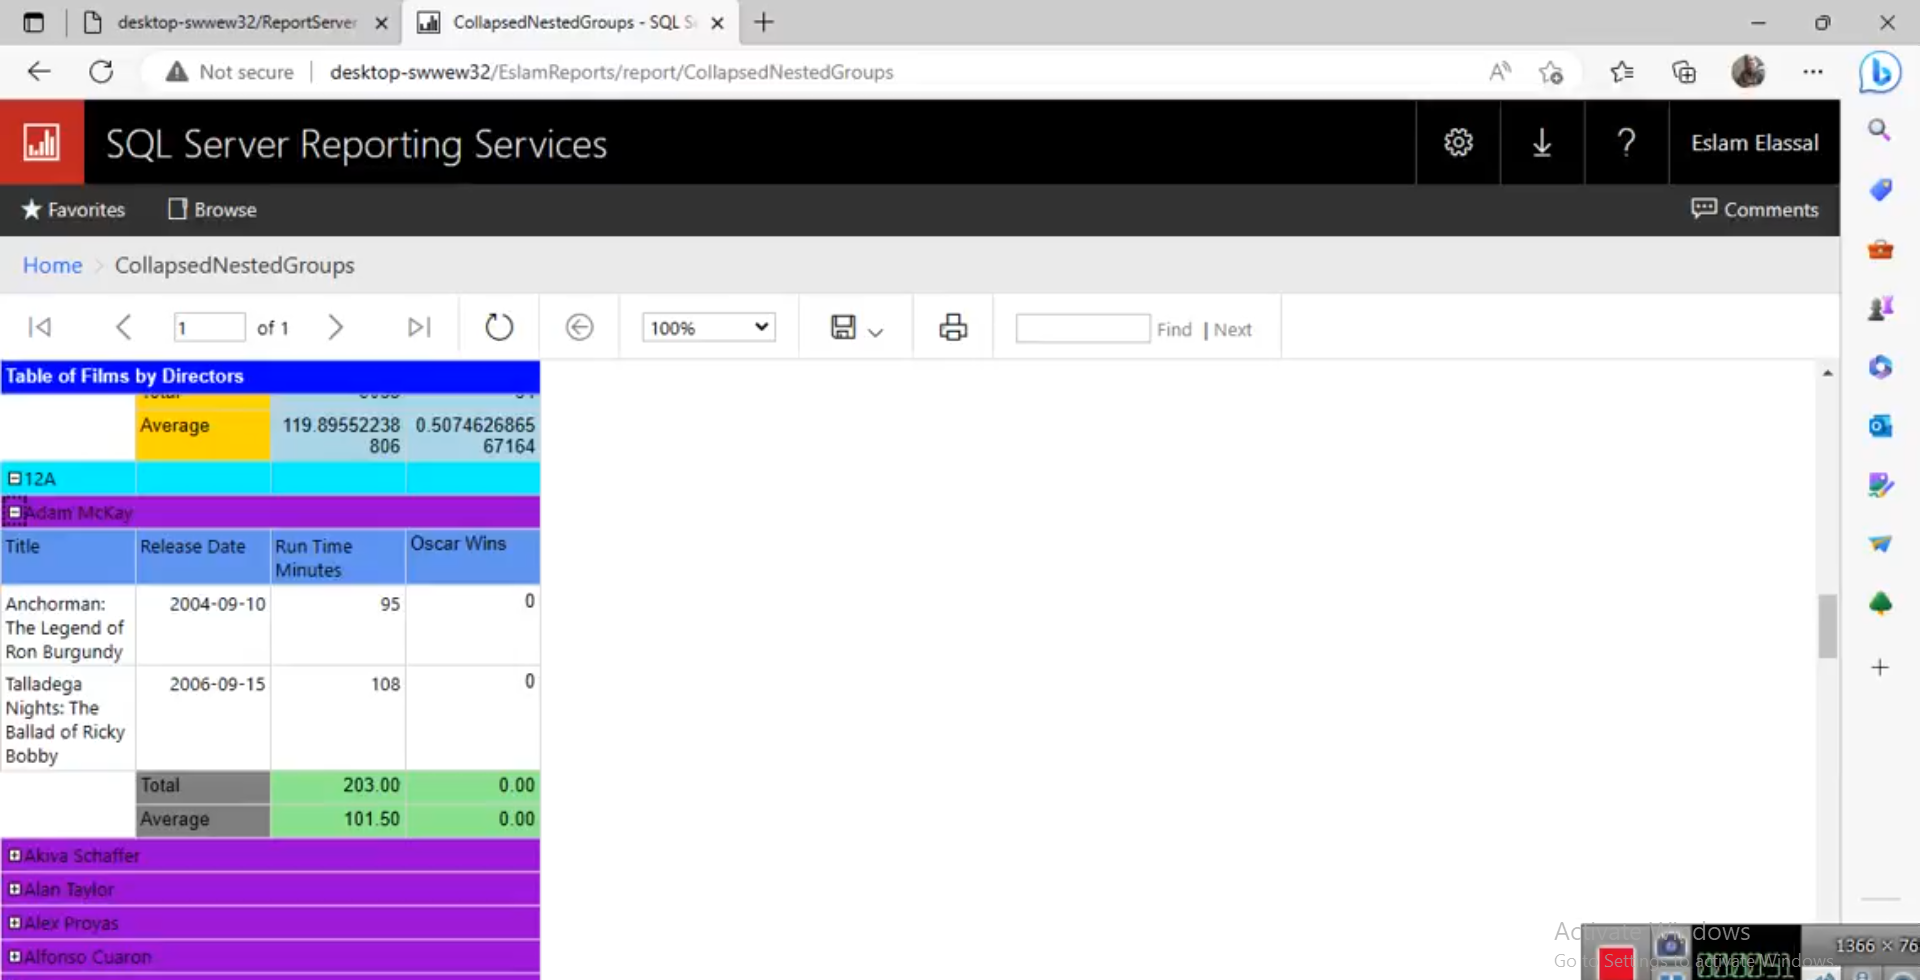 desktop-swwew32/ReportServer
CollapsedNestedGroups - SQL S
Not secure
desktop-swwew32/EslamReports/report/CollapsedNestedGroups
SQL Server Reporting Services
?
Eslam Elassal
Favorites
Browse
Comments
Home > CollapsedNestedGroups
1 of 1
100%
Find | Next
Table of Films by Directors
Total
Average 119.89552238806 0.507462686567164
12A
Adam McKay
Title Release Date Run Time Minutes Oscar Wins
Anchorman: 2004-09-10 95 0
The Legend of
Ron Burgundy
Talladega 2006-09-15 108 0
Nights: The
Ballad of Ricky
Bobby
Total 203.00 0.00
Average 101.50 0.00
Akiva Schaffer
Alan Taylor
Alex Proyas
Alfonso Cuaron
Activate Windows
Go to Settings to activate Windows.
1366 × 76